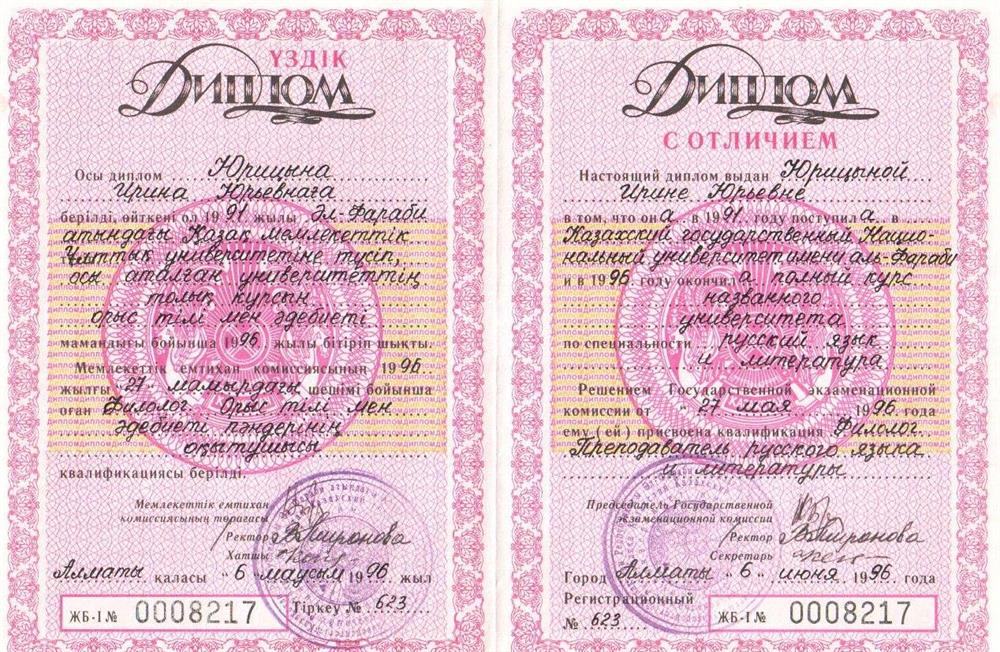 ҮЗДІК
ДИПЛОМ
Осы диплом Юрицына
Ирина Юрьевнаға
берілді, өйткені ол 1991 жылы Әл-Фараби
атындағы Қазақ мемлекеттік
Ұлттық университетіне түсіп,
осы аталған университеттің
толық курсын
орыс тілі мен әдебиеті
мамандығы бойынша 1996 жылы бітіріп шықты.
Мемлекеттік емтихан комиссиясының 1996
жылғы "27" мамырдағы шешімі бойынша
оған Филолог. Орыс тілі мен
әдебиеті пәндерінің
оқытушысы
квалификациясы берілді.
Мемлекеттік емтихан
комиссиясының төрағасы
Ректор
Хатшы
Алматы қаласы "6" маусым 1996 жыл
ЖБ-I № 0008217 Тіркеу № 623
ДИПЛОМ
С ОТЛИЧИЕМ
Настоящий диплом выдан Юрицыной
Ирине Юрьевне
в том, что она в 1991 году поступила в
Казахский государственный Нацио-
нальный университет имени аль-Фараби
и в 1996 году окончила полный курс
названного
университета
по специальности русский язык
и литература
Решением Государственной экзаменационной
комиссии от "27" мая 1996 года
ему (ей) присвоена квалификация Филолог
Преподаватель русского языка
и литературы
Председатель Государственной
экзаменационной комиссии
Ректор
Секретарь
Город Алматы "6" июня 1996 года
Регистрационный
№ 623 ЖБ-I № 0008217